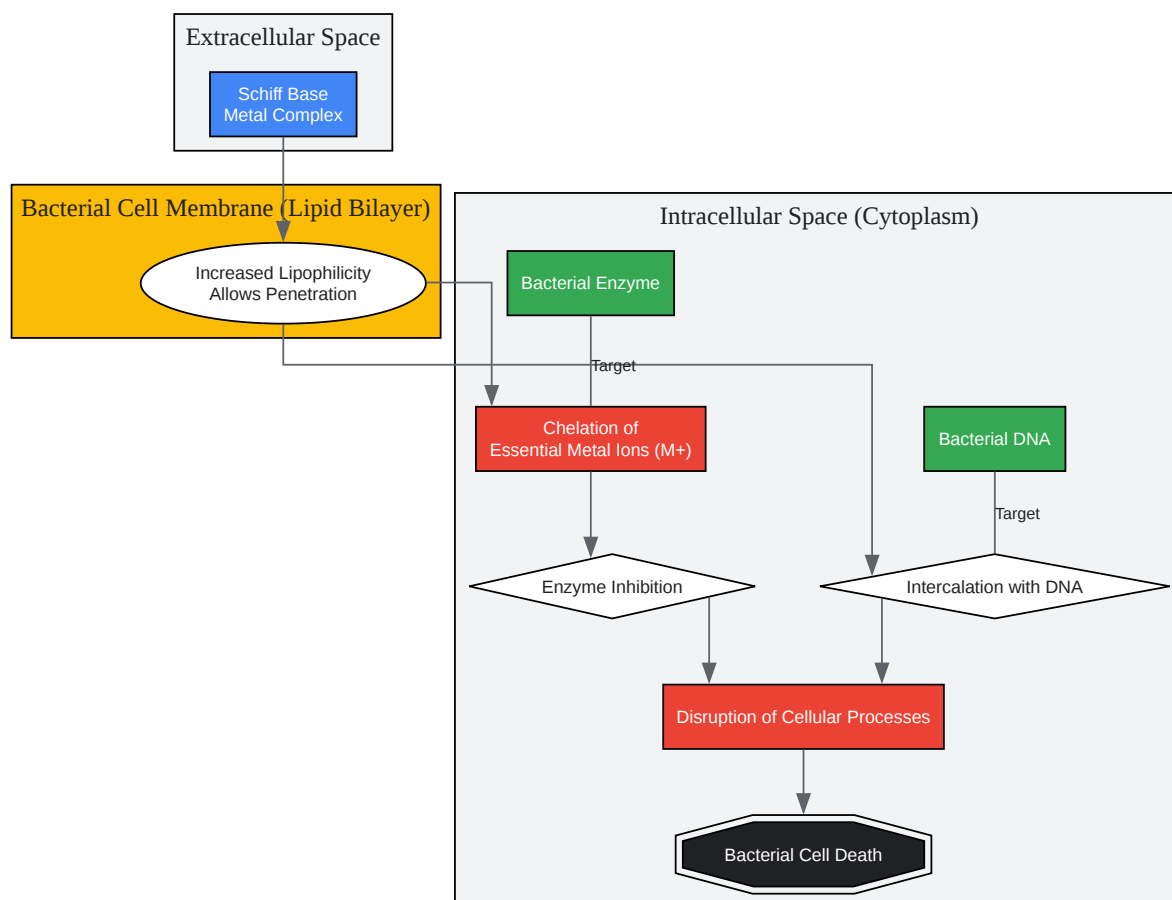 Extracellular Space
Schiff Base
Metal Complex
Bacterial Cell Membrane (Lipid Bilayer)
Increased Lipophilicity
Allows Penetration
Intracellular Space (Cytoplasm)
Bacterial Enzyme
Target
Chelation of
Essential Metal Ions (M+)
Bacterial DNA
Target
Enzyme Inhibition
Intercalation with DNA
Disruption of Cellular Processes
Bacterial Cell Death